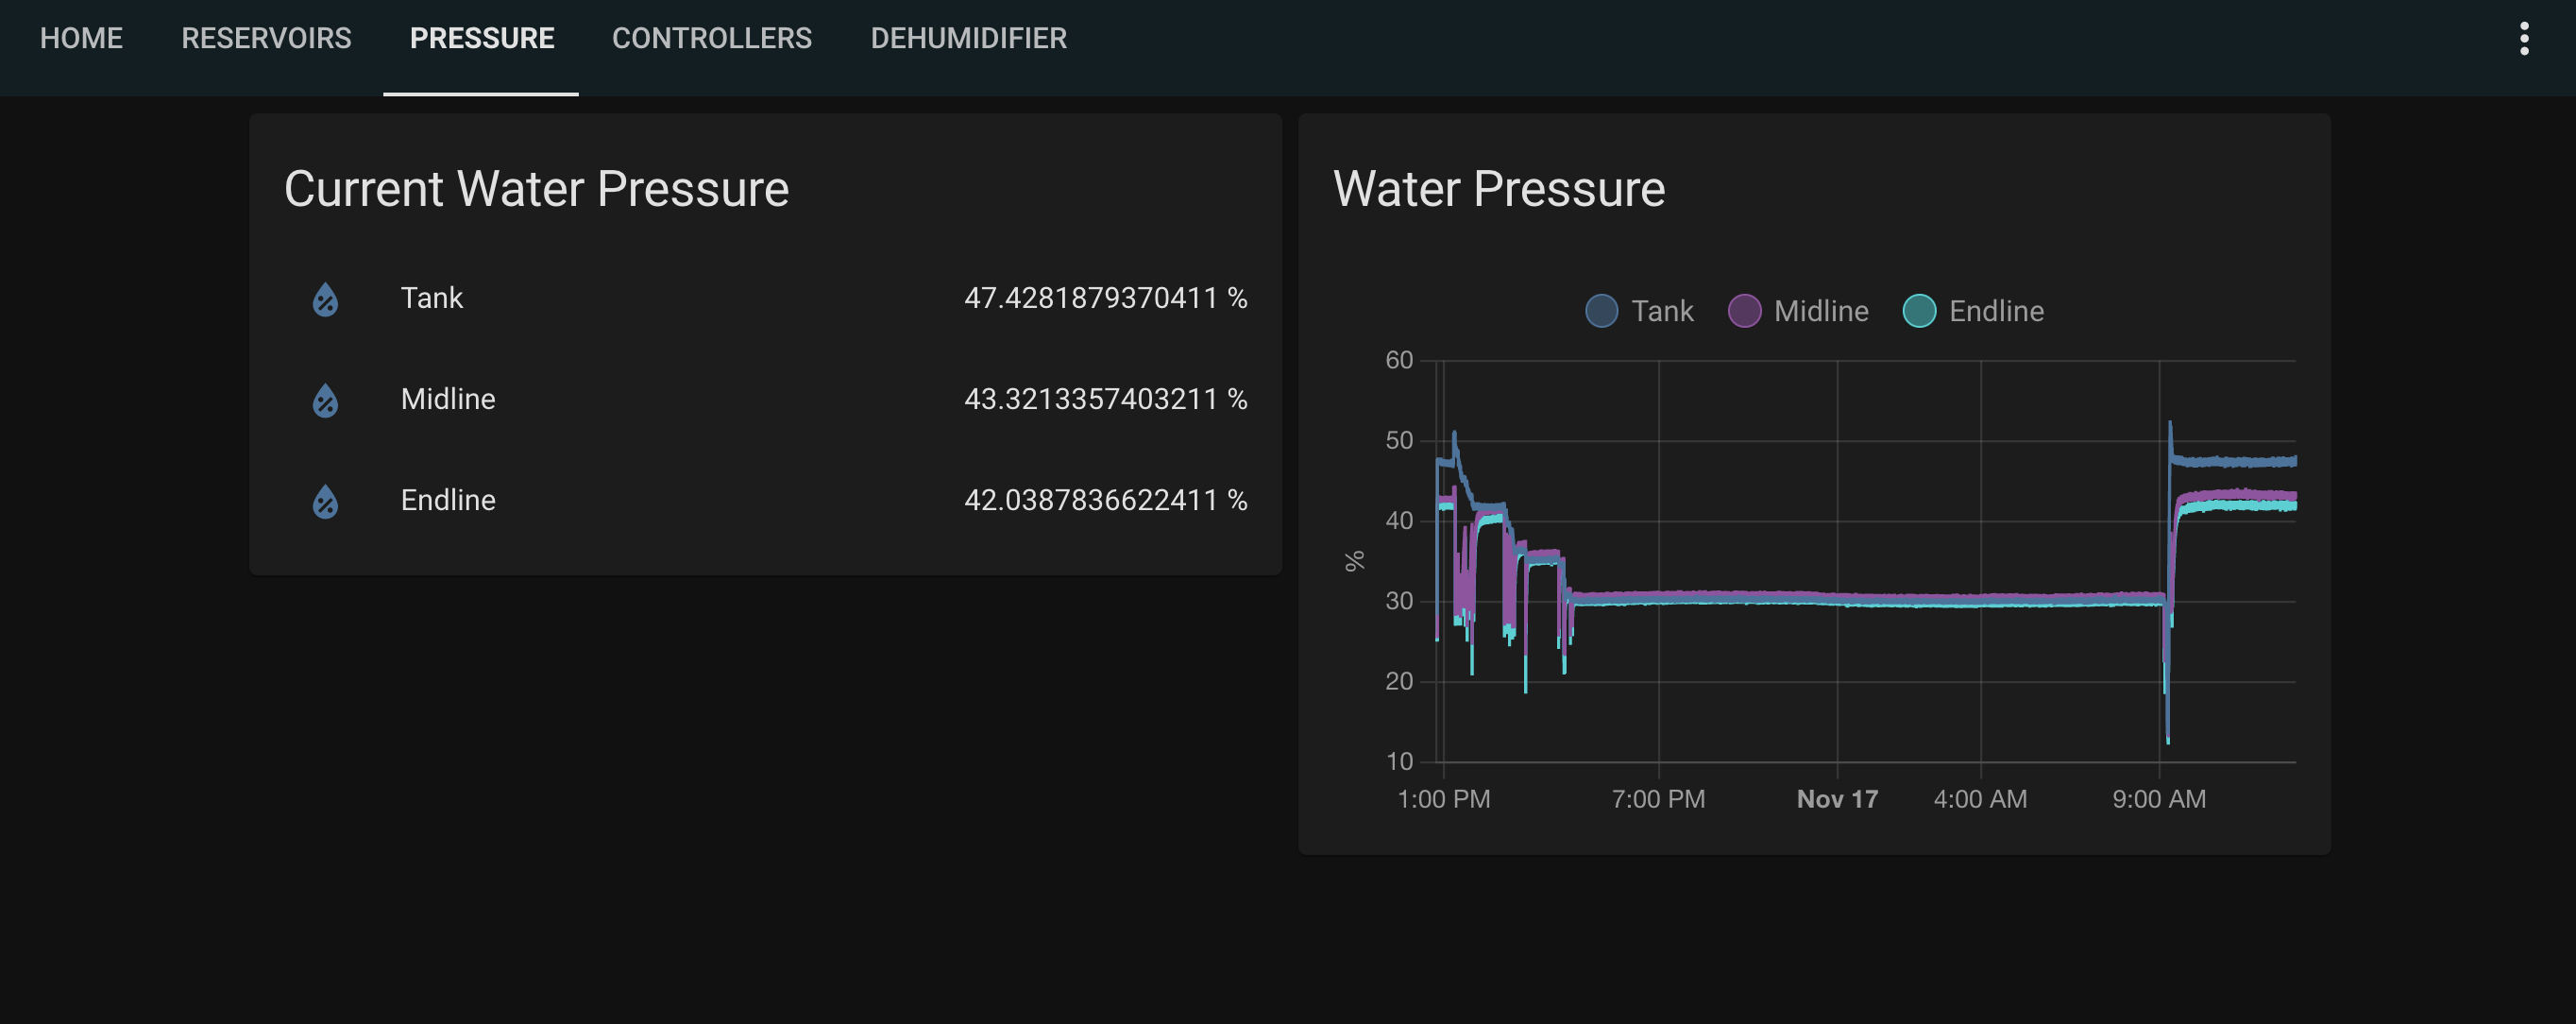 HOME RESERVOIRS PRESSURE CONTROLLERS DEHUMIDIFIER
Current Water Pressure
Tank 47.4281879370411 %
Midline 43.3213357403211 %
Endline 42.0387836622411 %
Water Pressure
Tank Midline Endline
60
50
40
%
30
20
10
1:00 PM 7:00 PM Nov 17 4:00 AM 9:00 AM